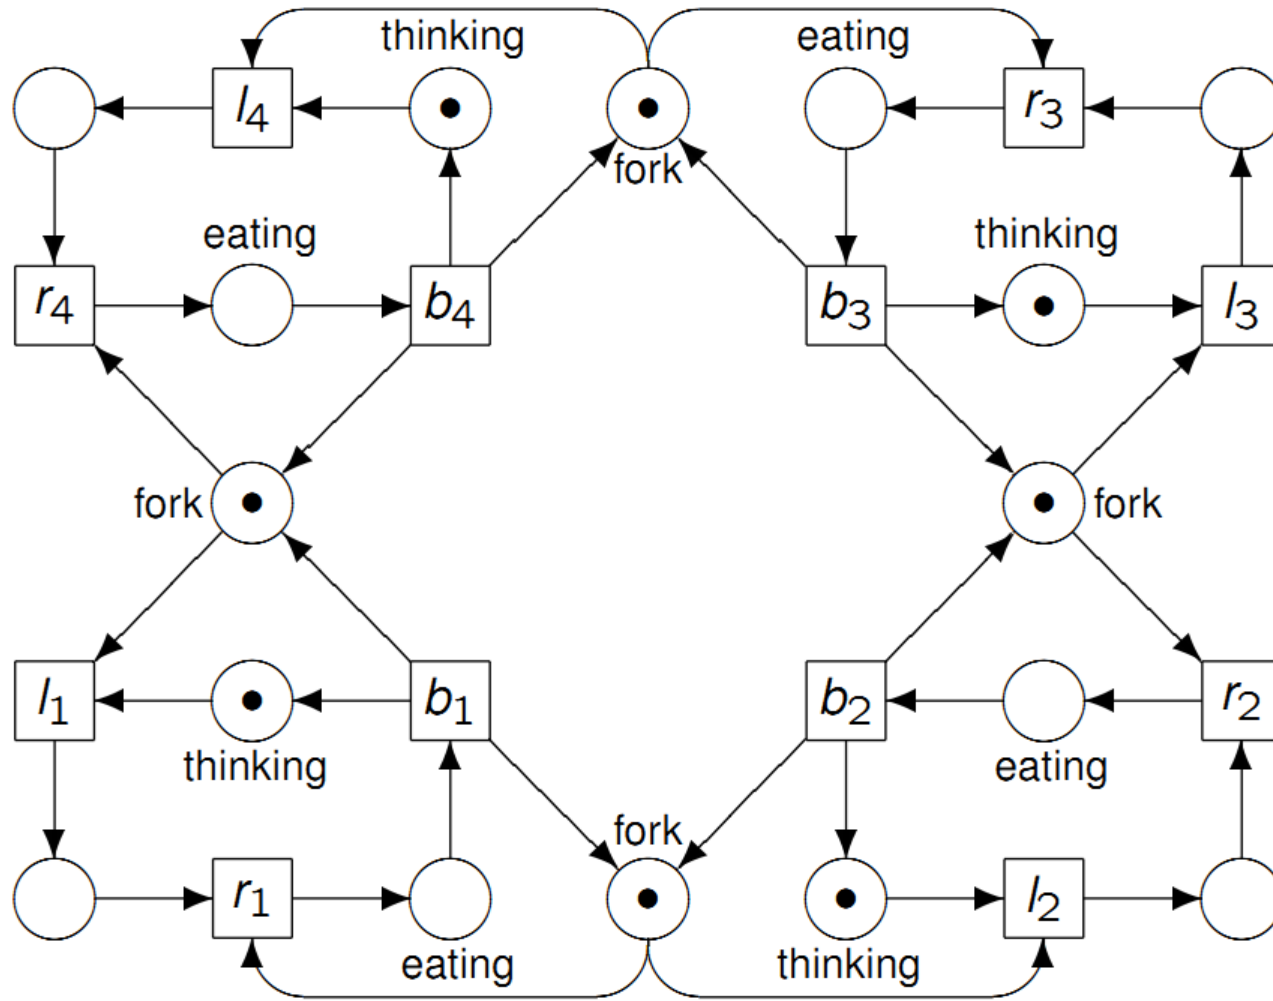 thinking
eating
l4
r3
fork
eating
thinking
r4
b4
b3
l3
fork
fork
l1
b1
b2
r2
thinking
eating
fork
r1
l2
eating
thinking